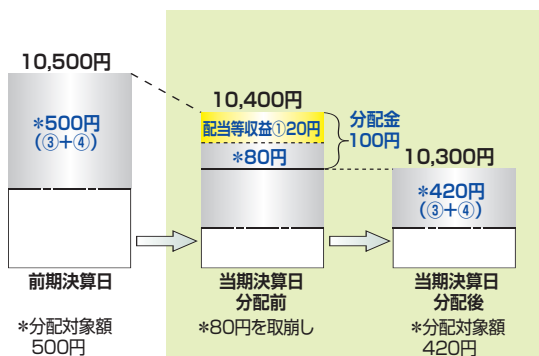 10,500円
*500円
(③+④)
前期決算日
*分配対象額
500円
10,400円
配当等収益①20円
*80円
分配金
100円
当期決算日
分配前
*80円を取崩し
10,300円
*420円
(③+④)
当期決算日
分配後
*分配対象額
420円